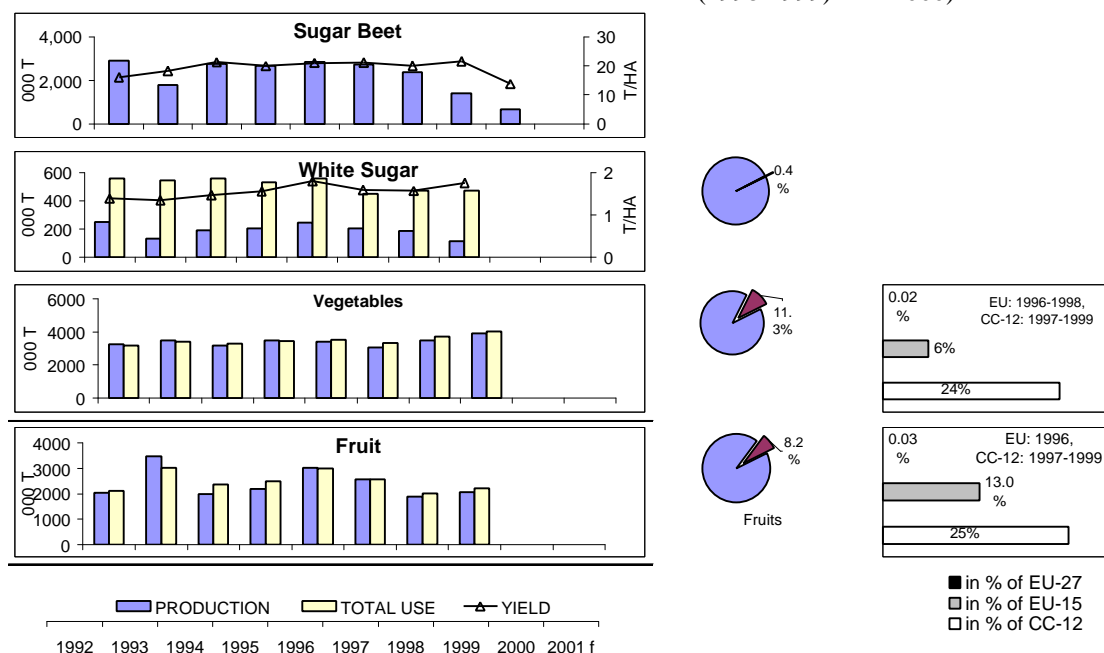 Sugar Beet
4,000
2,000
0
000 T
30
20
10
0
T/HA
White Sugar
600
400
200
0
000 T
2
1
0
T/HA
0.4
%
Vegetables
6000
4000
2000
0
000 T
11.
3%
0.02
%
EU: 1996-1998,
CC-12: 1997-1999
6%
24%
Fruit
4000
3000
2000
1000
0
000 T
8.2
%
Fruits
0.03
%
EU: 1996,
CC-12: 1997-1999
13.0
%
25%
PRODUCTION TOTAL USE YIELD
1992 1993 1994 1995 1996 1997 1998 1999 2000 2001 f
in % of EU-27
in % of EU-15
in % of CC-12